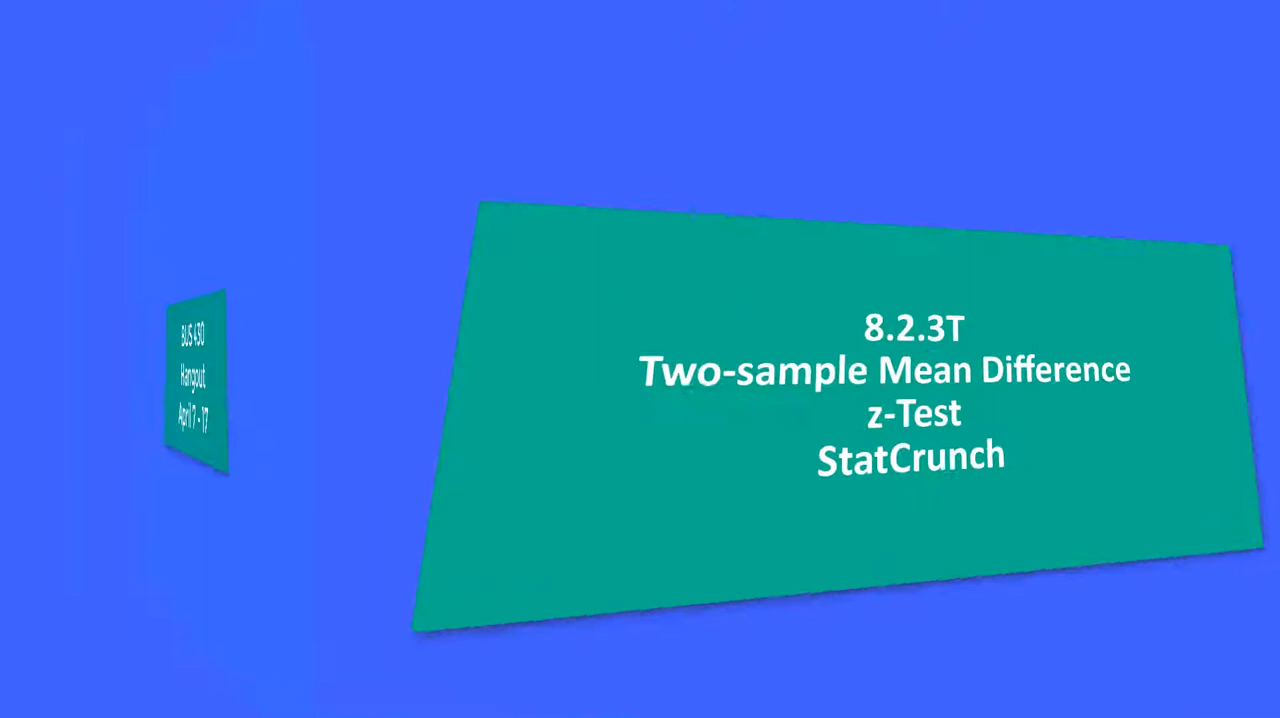 BUS 430
Hangout
April 7 - 17
8.2.3T
Two-sample Mean Difference
z-Test
StatCrunch